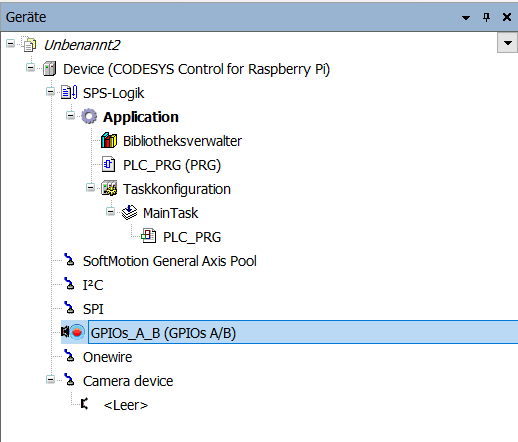 Geräte
Unbenannt2
Device (CODESYS Control for Raspberry Pi)
SPS-Logik
Application
Bibliotheksverwalter
PLC_PRG (PRG)
Taskkonfiguration
MainTask
PLC_PRG
SoftMotion General Axis Pool
I²C
SPI
GPIOs_A_B (GPIOs A/B)
Onewire
Camera device
<Leer>